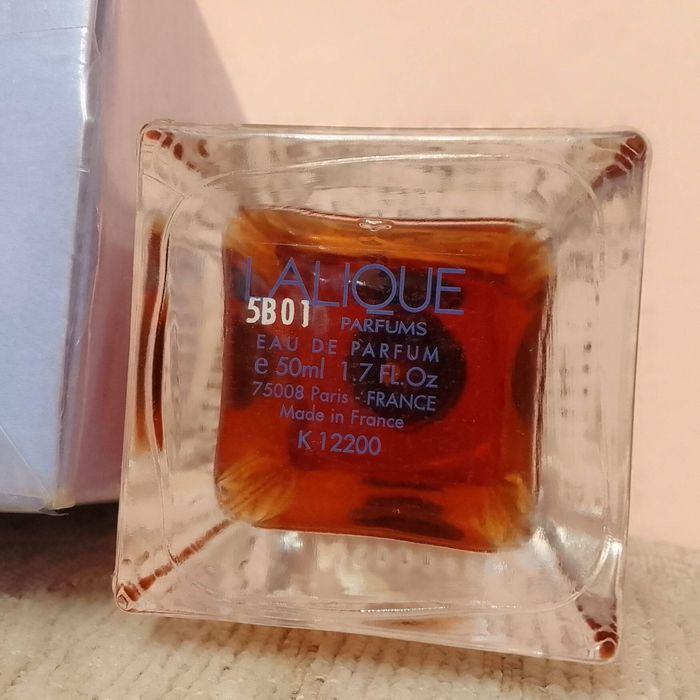 LALIQUE
5B01
PARFUMS
EAU DE PARFUM
e 50ml 1.7 FL.Oz
75008 Paris - FRANCE
Made in France
K 12200